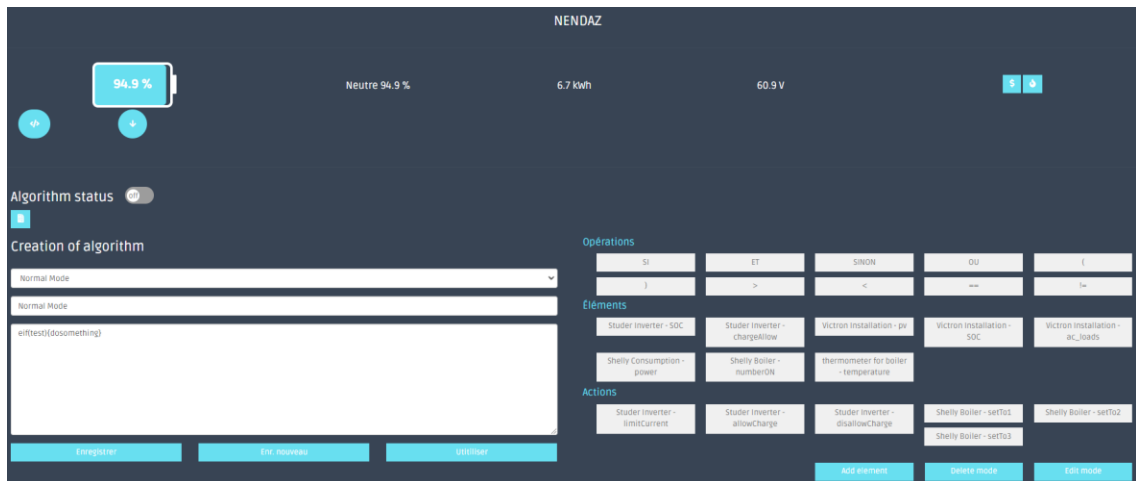 NENDAZ
94.9 %
Neutre 94.9 %
6.7 kWh
60.9 V
$
</>
Algorithm status
off
Creation of algorithm
Normal Mode
Normal Mode
eif(test){dosomething}
Enregistrer
Enr. nouveau
Utitliser
Opérations
SI
ET
SINON
OU
(
)
>
<
==
!=
Éléments
Studer Inverter - SOC
Studer Inverter -
chargeAllow
Victron Installation - pv
Victron Installation -
SOC
Victron Installation -
ac_loads
Shelly Consumption -
power
Shelly Boiler -
numberON
thermometer for boiler
- temperature
Actions
Studer Inverter -
limitCurrent
Studer Inverter -
allowCharge
Studer Inverter -
disallowCharge
Shelly Boiler - setTo1
Shelly Boiler - setTo2
Shelly Boiler - setTo3
Add element
Delete mode
Edit mode